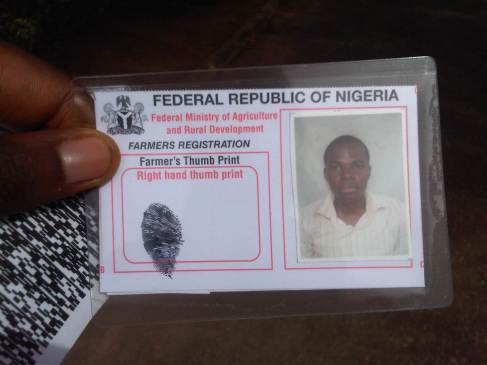 FEDERAL REPUBLIC OF NIGERIA
Federal Ministry of Agriculture
and Rural Development
FARMERS REGISTRATION
Farmer's Thumb Print
Right hand thumb print